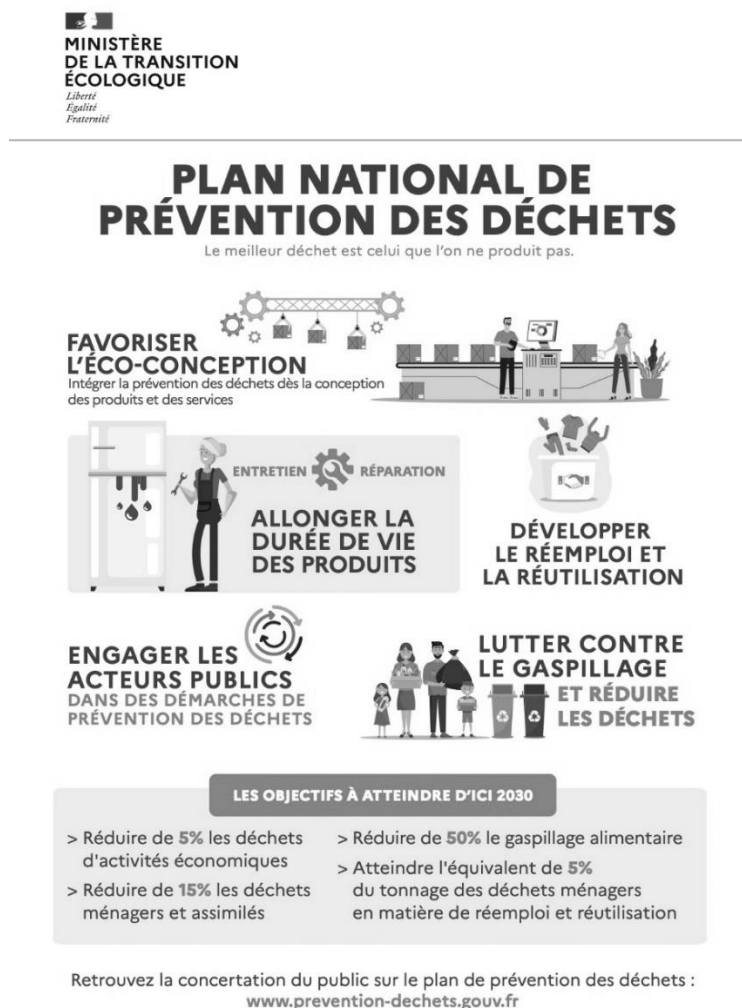 MINISTÈRE
DE LA TRANSITION
ÉCOLOGIQUE
Liberté
Égalité
Fraternité
PLAN NATIONAL DE
PRÉVENTION DES DÉCHETS
Le meilleur déchet est celui que l'on ne produit pas.
FAVORISER
L'ÉCO-CONCEPTION
Intégrer la prévention des déchets dès la conception
des produits et des services
ENTRETIEN RÉPARATION
ALLONGER LA
DURÉE DE VIE
DES PRODUITS
DÉVELOPPER
LE RÉEMPLOI ET
LA RÉUTILISATION
ENGAGER LES
ACTEURS PUBLICS
DANS DES DÉMARCHES DE
PRÉVENTION DES DÉCHETS
LUTTER CONTRE
LE GASPILLAGE
ET RÉDUIRE
LES DÉCHETS
LES OBJECTIFS À ATTEINDRE D'ICI 2030
> Réduire de 5% les déchets
d'activités économiques
> Réduire de 15% les déchets
ménagers et assimilés
> Réduire de 50% le gaspillage alimentaire
> Atteindre l'équivalent de 5%
du tonnage des déchets ménagers
en matière de réemploi et réutilisation
Retrouvez la concertation du public sur le plan de prévention des déchets :
www.prevention-dechets.gouv.fr